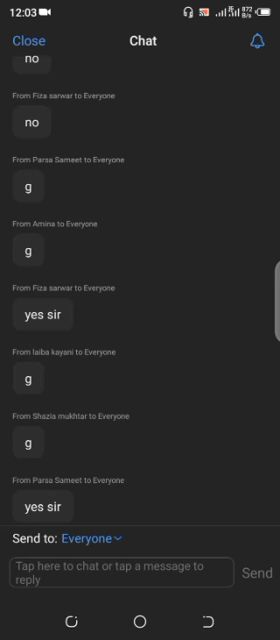 12:03
872
B/s
Close
Chat
no
From Fiza sarwar to Everyone
no
From Parsa Sameet to Everyone
g
From Amina to Everyone
g
From Fiza sarwar to Everyone
yes sir
From laiba kayani to Everyone
g
From Shazia mukhtar to Everyone
g
From Parsa Sameet to Everyone
yes sir
Send to: Everyone
Tap here to chat or tap a message to
reply
Send